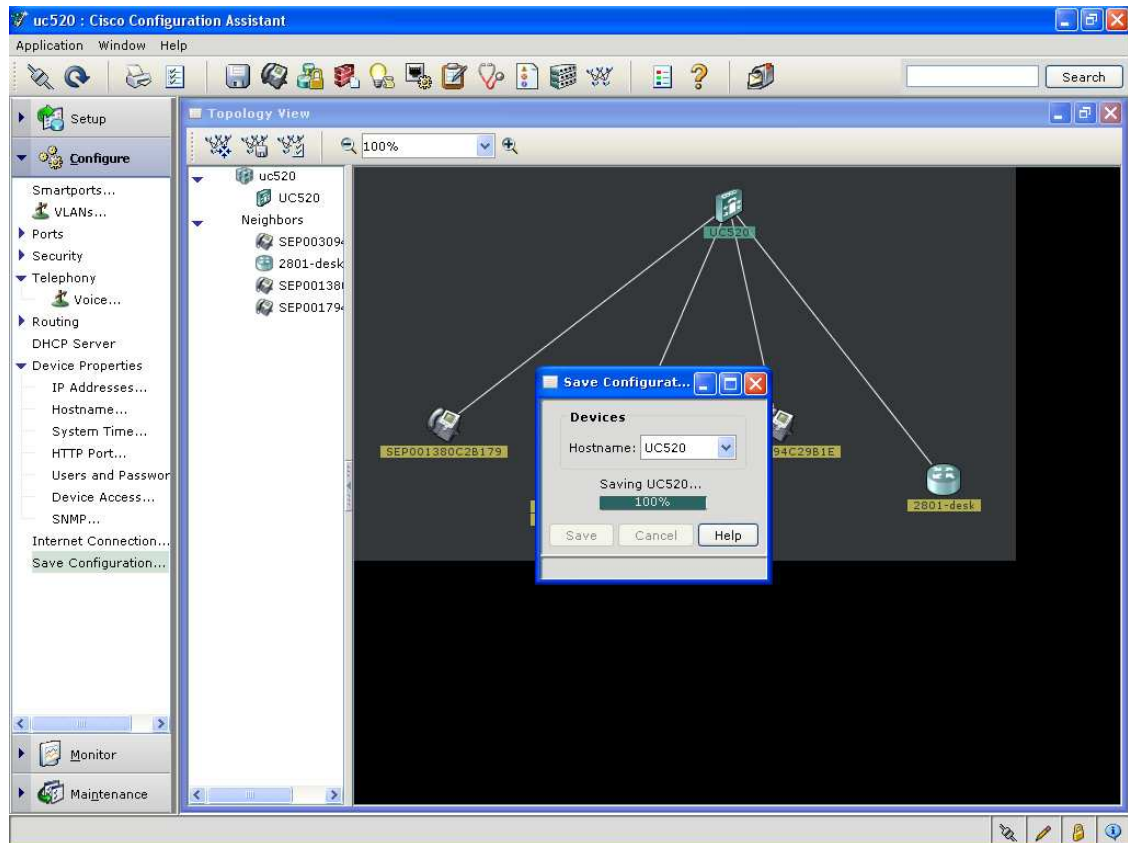 uc520 : Cisco Configuration Assistant
Application Window Help
Search
Setup
Configure
Smartports...
VLANs...
Ports
Security
Telephony
Voice...
Routing
DHCP Server
Device Properties
IP Addresses...
Hostname...
System Time...
HTTP Port...
Users and Passwor
Device Access...
SNMP...
Internet Connection...
Save Configuration...
Monitor
Maintenance
Topology View
100%
uc520
UC520
Neighbors
SEP003094
2801-desk
SEP001380
SEP001794
UC520
SEP001380C2B179
94C29B1E
2801-desk
Save Configurat...
Devices
Hostname: UC520
Saving UC520...
100%
Save Cancel Help